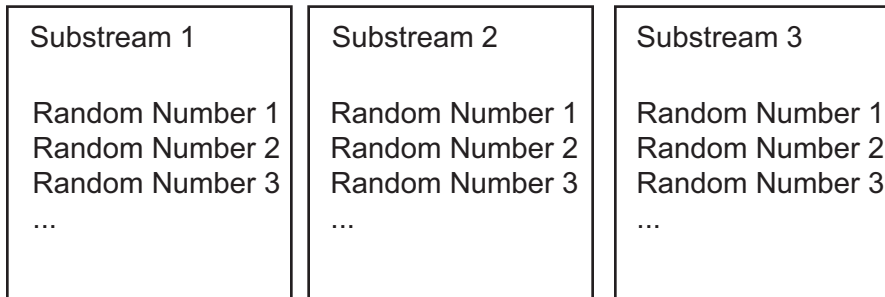 Substream 1
Random Number 1
Random Number 2
Random Number 3
...
Substream 2
Random Number 1
Random Number 2
Random Number 3
...
Substream 3
Random Number 1
Random Number 2
Random Number 3
...